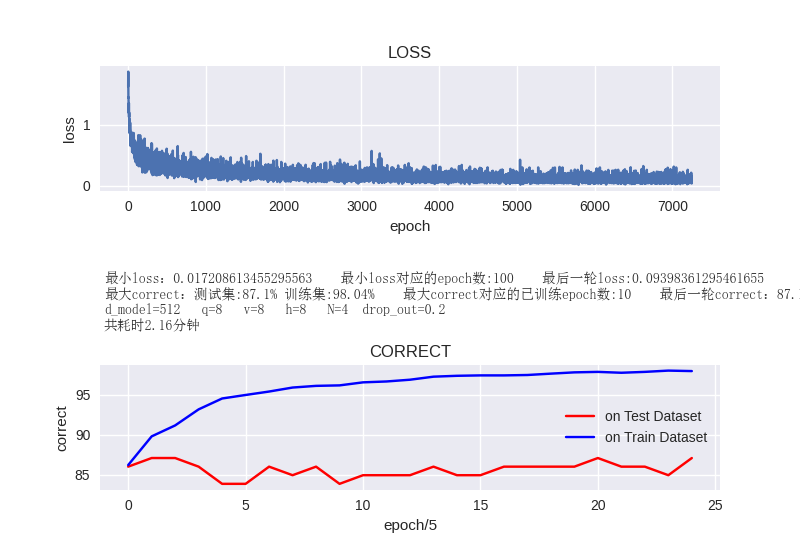 LOSS
1
0
loss
0 1000 2000 3000 4000 5000 6000 7000
epoch
最小loss：0.017208613455295563 最小loss对应的epoch数:100 最后一轮loss:0.09398361295461655
最大correct：测试集:87.1% 训练集:98.04% 最大correct对应的已训练epoch数:10 最后一轮correct：87.1
d_model=512 q=8 v=8 h=8 N=4 drop_out=0.2
共耗时2.16分钟
CORRECT
95
90
85
correct
on Test Dataset
on Train Dataset
0 5 10 15 20 25
epoch/5